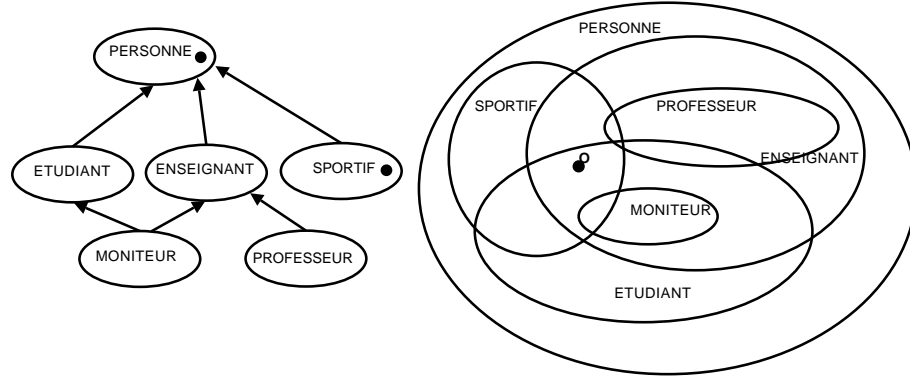 PERSONNE
ETUDIANT
ENSEIGNANT
SPORTIF
MONITEUR
PROFESSEUR
PERSONNE
SPORTIF
PROFESSEUR
ENSEIGNANT
O
MONITEUR
ETUDIANT